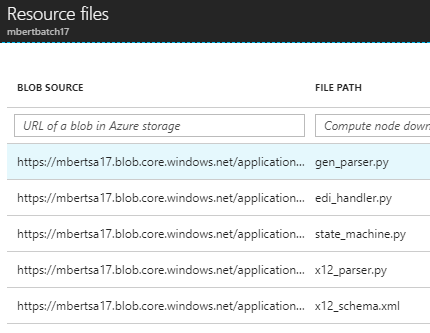 Resource files
mbertbatch17
BLOB SOURCE FILE PATH
URL of a blob in Azure storage Compute node down
https://mbertsa17.blob.core.windows.net/application... gen_parser.py
https://mbertsa17.blob.core.windows.net/application... edi_handler.py
https://mbertsa17.blob.core.windows.net/application... state_machine.py
https://mbertsa17.blob.core.windows.net/application... x12_parser.py
https://mbertsa17.blob.core.windows.net/application... x12_schema.xml